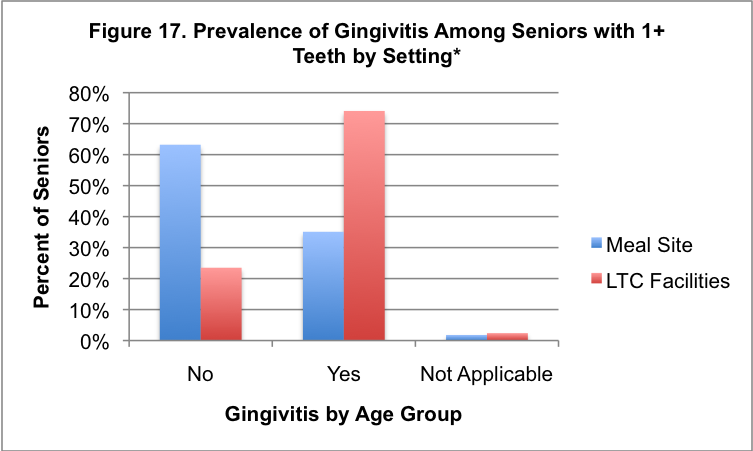 Figure 17. Prevalence of Gingivitis Among Seniors with 1+
Teeth by Setting*
80%
70%
60%
50%
40%
30%
20%
10%
0%
Percent of Seniors
No
Yes
Not Applicable
Gingivitis by Age Group
Meal Site
LTC Facilities